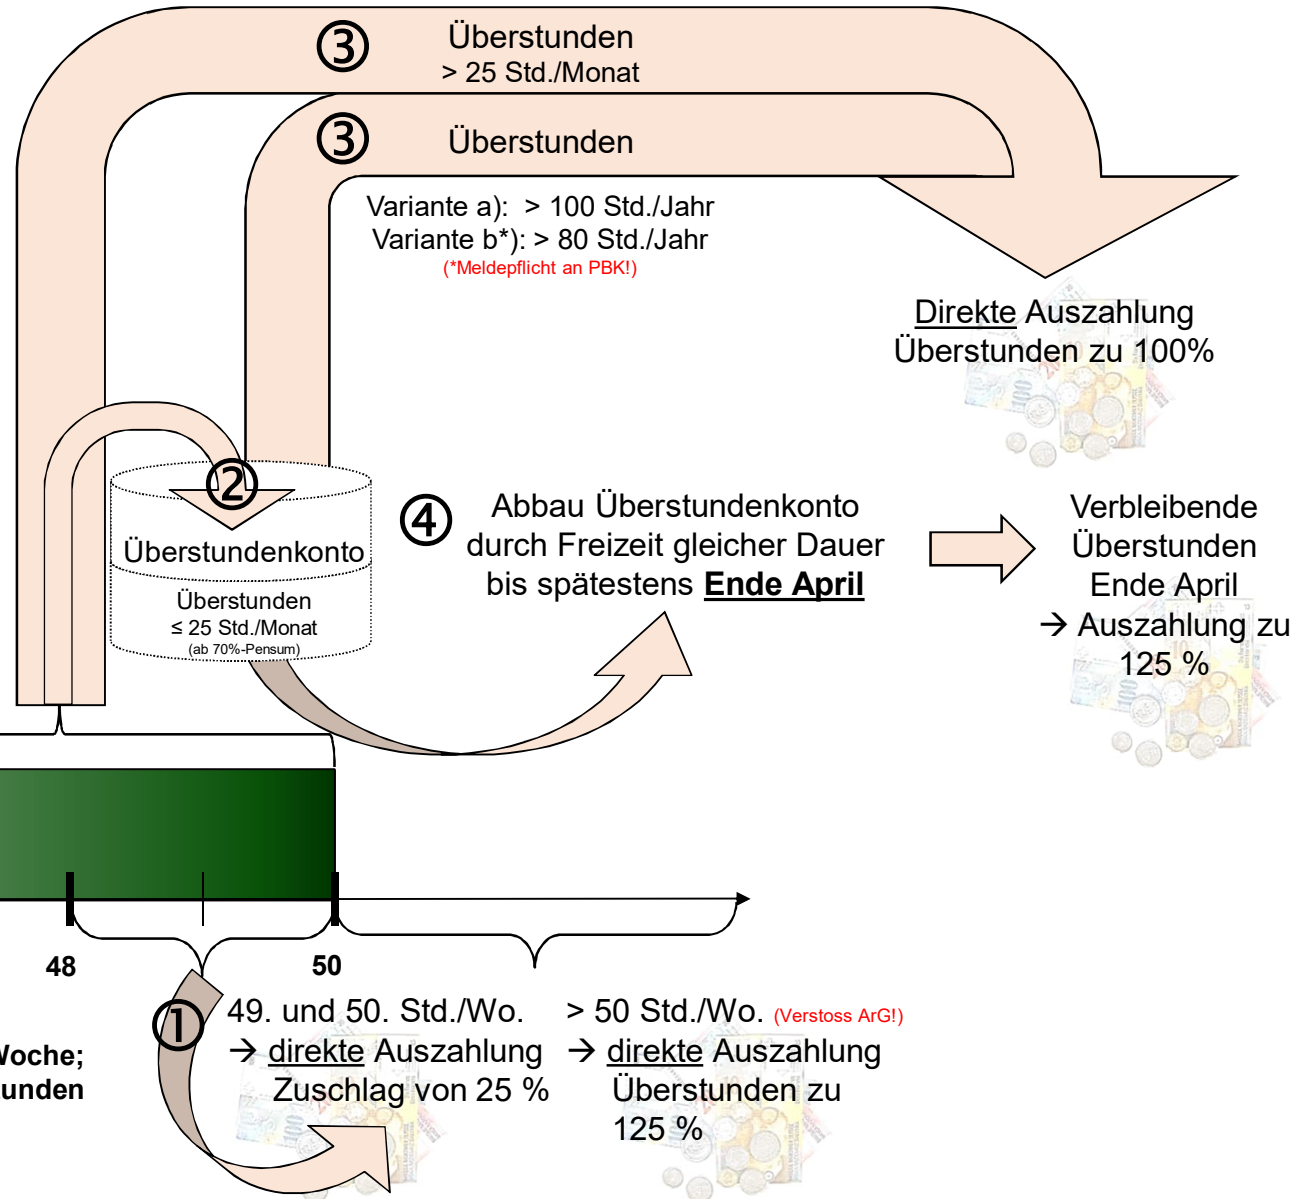 ③ Überstunden
> 25 Std./Monat
③ Überstunden
Variante a): > 100 Std./Jahr
Variante b*): > 80 Std./Jahr
(*Meldepflicht an PBK!)
Direkte Auszahlung
Überstunden zu 100%
②
Überstundenkonto
Überstunden
≤ 25 Std./Monat
(ab 70%-Pensum)
④ Abbau Überstundenkonto
durch Freizeit gleicher Dauer
bis spätestens Ende April
Verbleibende
Überstunden
Ende April
→ Auszahlung zu
125 %
48
50
①
49. und 50. Std./Wo.
→ direkte Auszahlung
Zuschlag von 25 %
> 50 Std./Wo. (Verstoss ArG!)
→ direkte Auszahlung
Überstunden zu
125 %
Woche;
unden